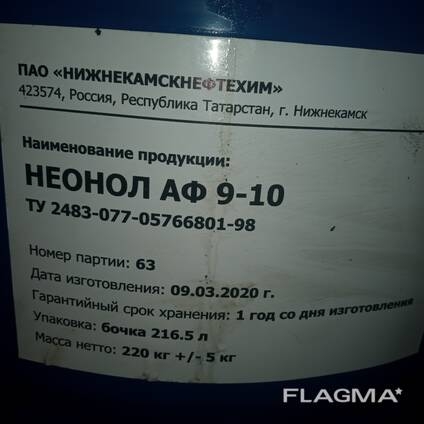 ПАО «НИЖНЕКАМСКНЕФТЕХИМ»
423574, Россия, Республика Татарстан, г. Нижнекамск
Наименование продукции:
НЕОНОЛ АФ 9-10
ТУ 2483-077-05766801-98
Номер партии: 63
Дата изготовления: 09.03.2020 г.
Гарантийный срок хранения: 1 год со дня изготовления
Упаковка: бочка 216.5 л
Масса нетто: 220 кг +/- 5 кг
FLAGMA